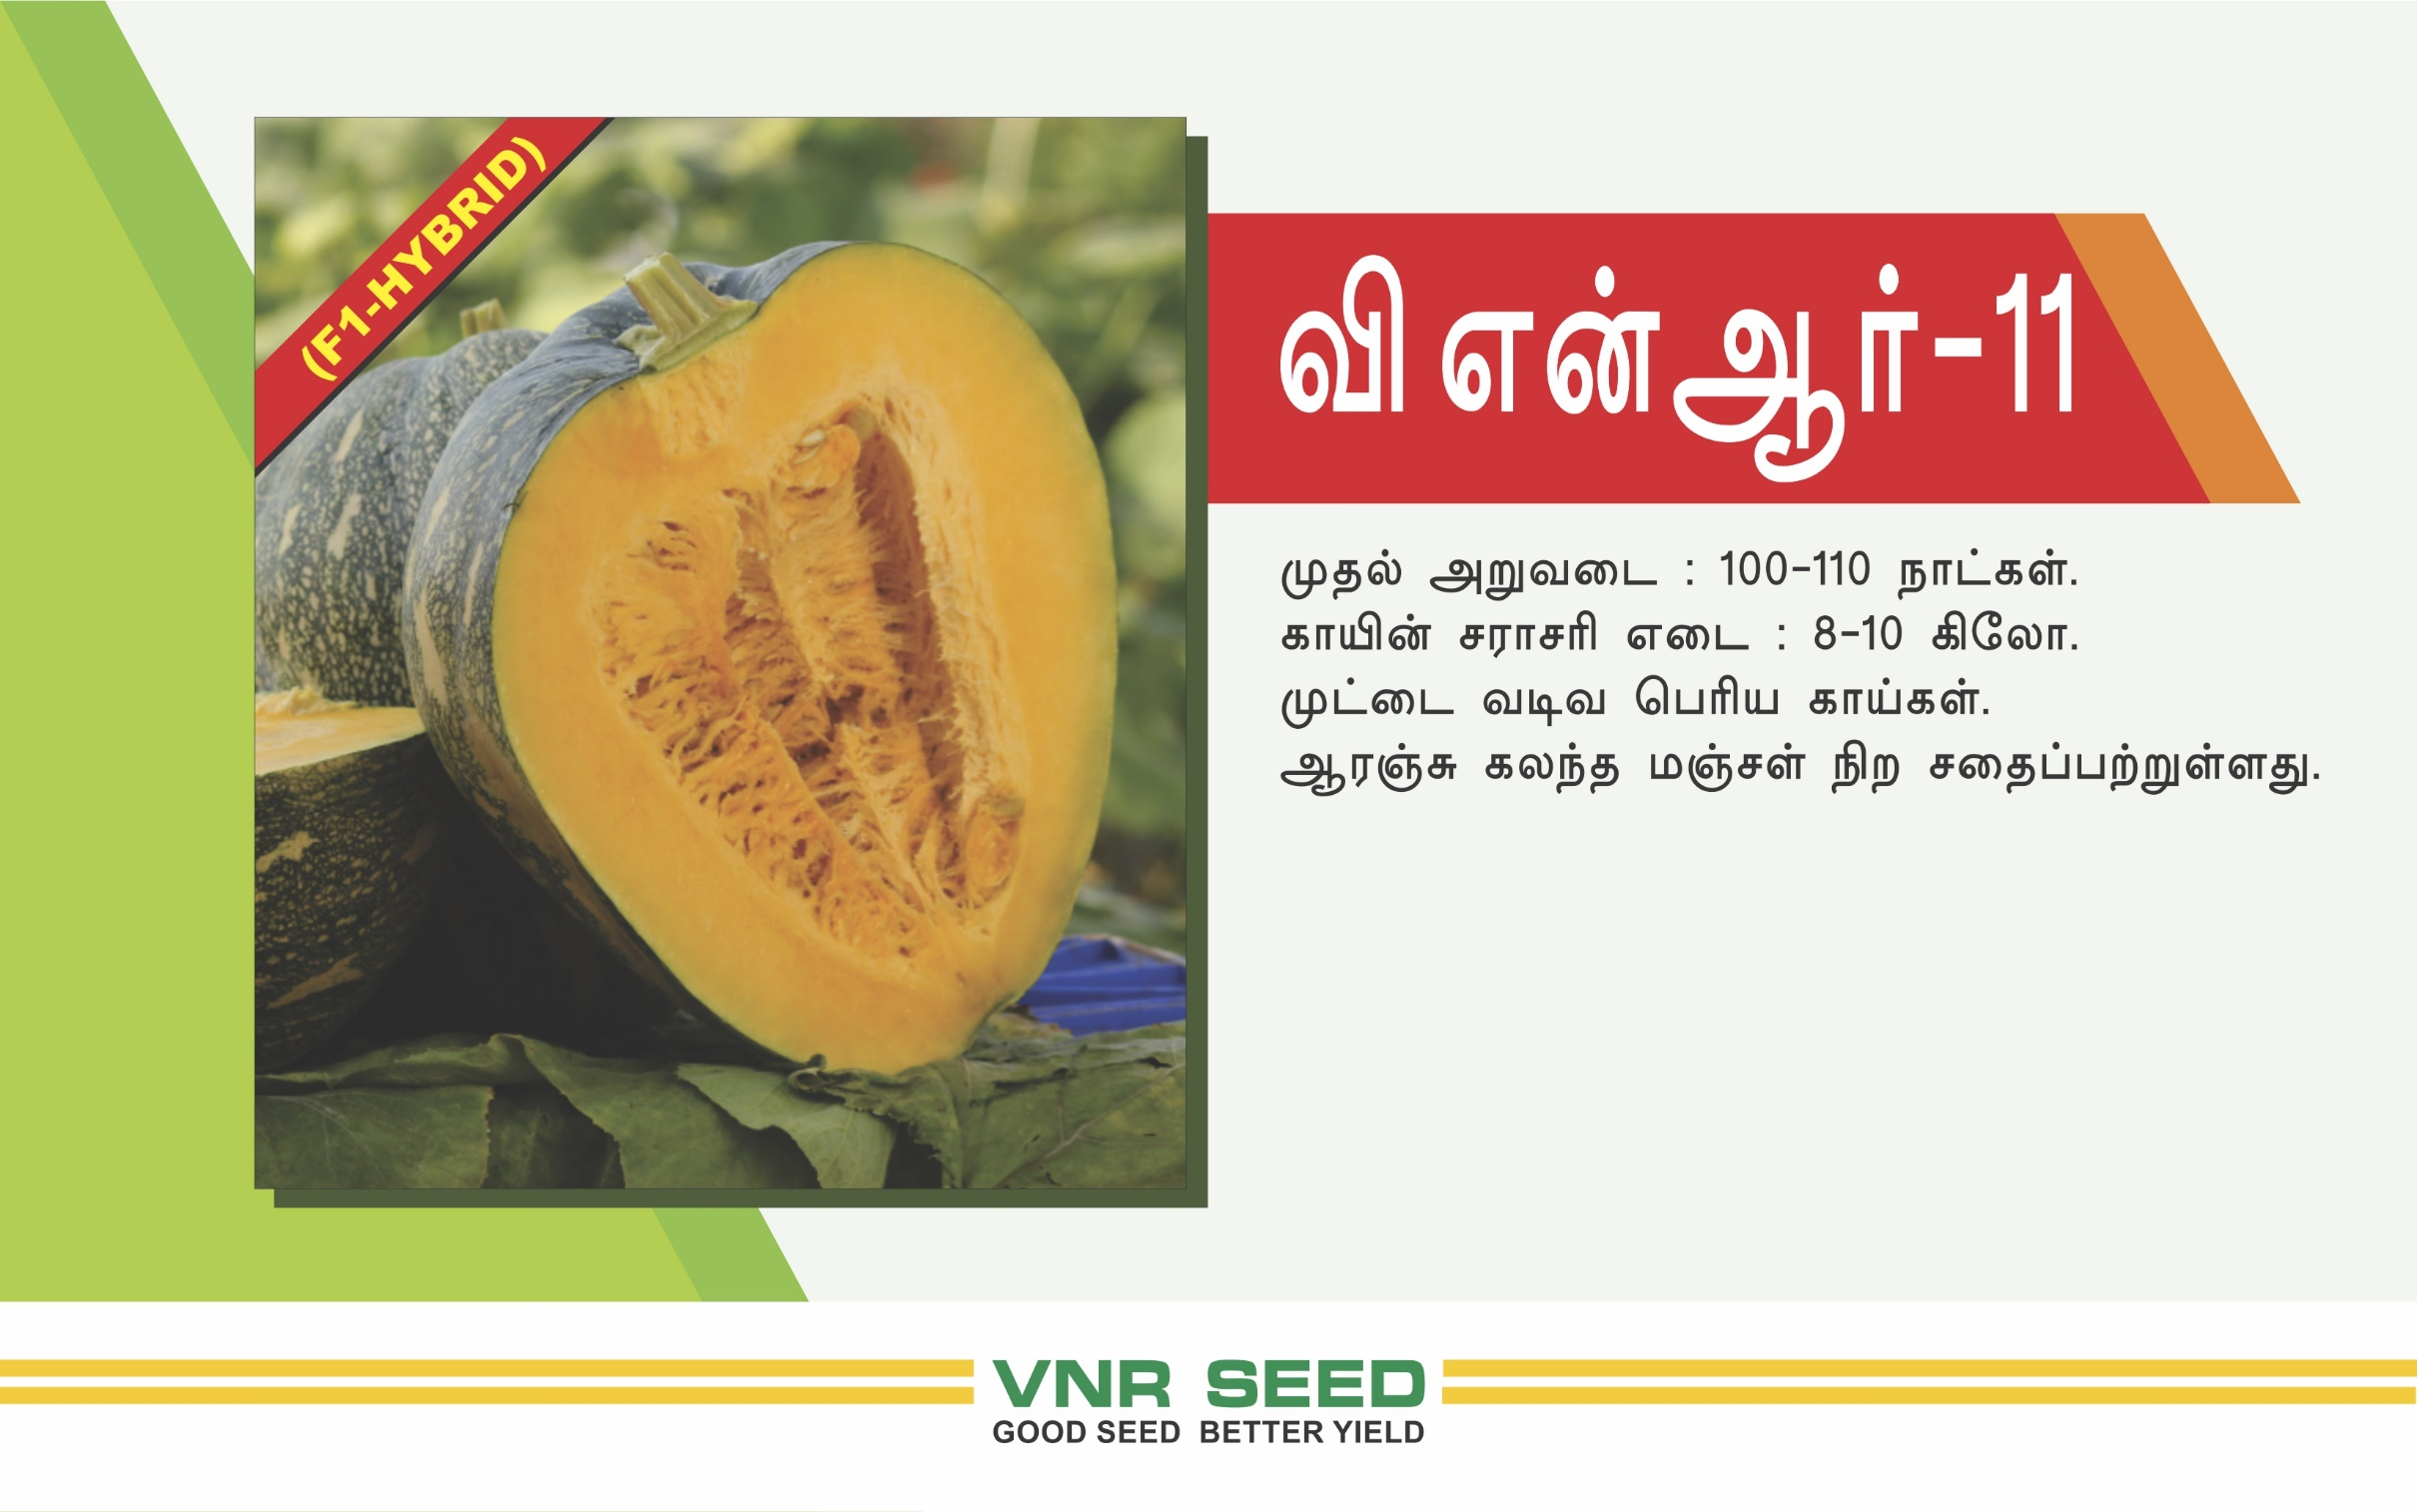 (F1-HYBRID))
வி என்ஆர்-11
முதல் அறுவடை : 100-110 நாட்கள்.
காயின் சராசரி எடை : 8-10 கிலோ.
முட்டை வடிவ பெரிய காய்கள்.
ஆரஞ்சு கலந்த மஞ்சள் நிற சதைப்பற்றுள்ளது.
VNR SEED
GOOD SEED BETTER YIELD